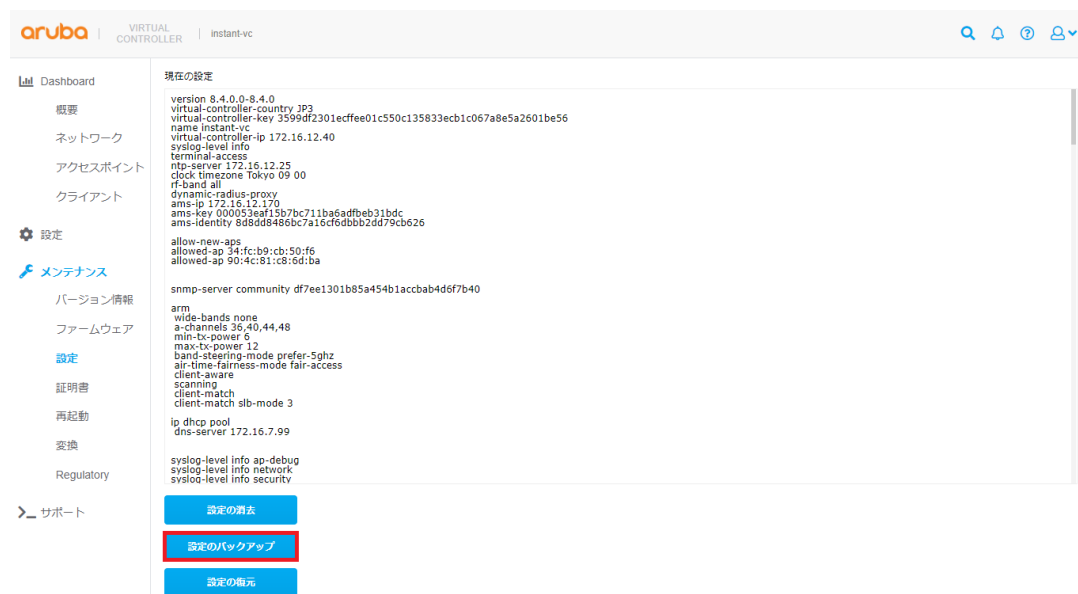 aruba
VIRTUAL
CONTROLLER
instant-vc
Dashboard
概要
ネットワーク
アクセスポイント
クライアント
設定
メンテナンス
バージョン情報
ファームウェア
設定
証明書
再起動
変換
Regulatory
サポート
現在の設定
version 8.4.0.0-8.4.0
virtual-controller-country JP3
virtual-controller-key 3599df2301ecffee01c550c135833ecb1c067a8e5a2601be56
name instant-vc
virtual-controller-ip 172.16.12.40
syslog-level info
terminal-access
ntp-server 172.16.12.25
clock timezone Tokyo 09 00
rf-band all
dynamic-radius-proxy
ams-ip 172.16.12.170
ams-key 000053eaf15b7bc711ba6adfbeb31bdc
ams-identity 8d8dd8486bc7a16cf6dbbb2dd79cb626
allow-new-aps
allowed-ap 34:fc:b9:cb:50:f6
allowed-ap 90:4c:81:c8:6d:ba
snmp-server community df7ee1301b85a454b1accbab4d6f7b40
arm
wide-bands none
a-channels 36,40,44,48
min-tx-power 6
max-tx-power 12
band-steering-mode prefer-5ghz
air-time-fairness-mode fair-access
client-aware
scanning
client-match
client-match slb-mode 3
ip dhcp pool
dns-server 172.16.7.99
syslog-level info ap-debug
syslog-level info network
syslog-level info security
設定の消去
設定のバックアップ
設定の復元